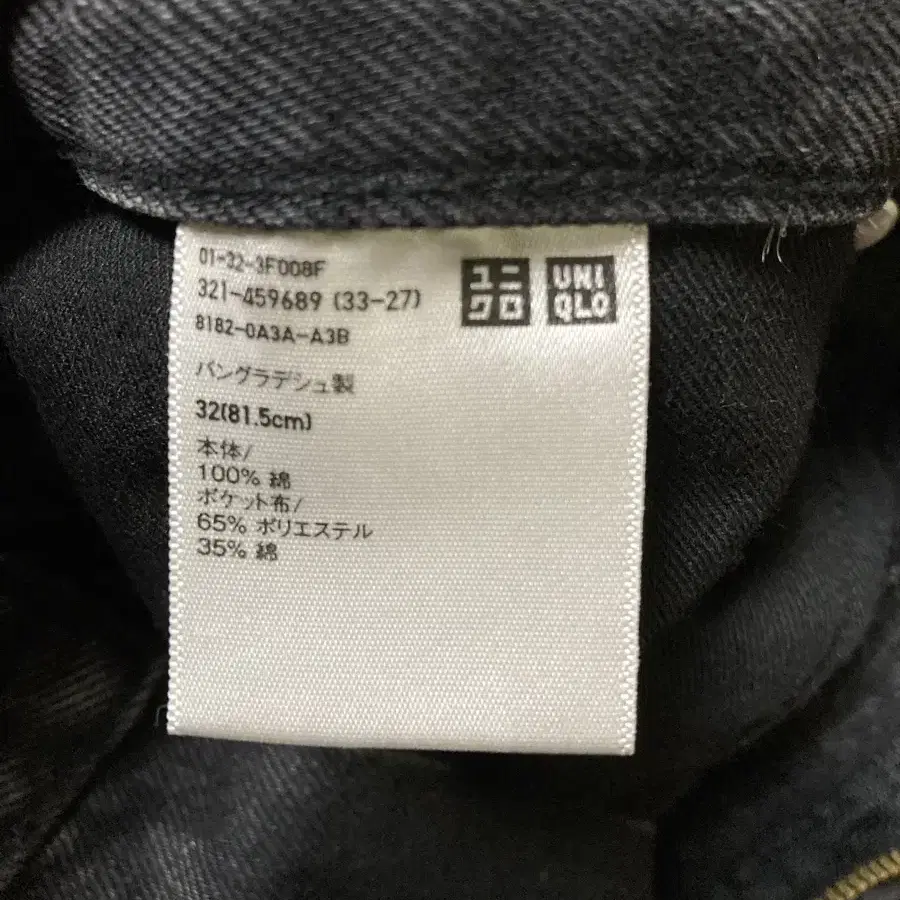 01-32-3F008F
321-459689 (33-27)
8182-0A3A-A3B
ユニ
クロ
UNI
QLO
バングラデシュ製
32(81.5cm)
本体/
100% 綿
ポケット布/
65% ポリエステル
35% 綿